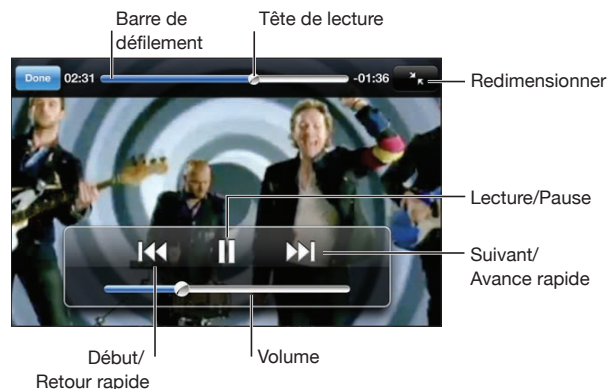 Barre de
défilement
Tête de lecture
Done 02:31 -01:36
Redimensionner
Lecture/Pause
Suivant/
Avance rapide
Début/
Retour rapide
Volume